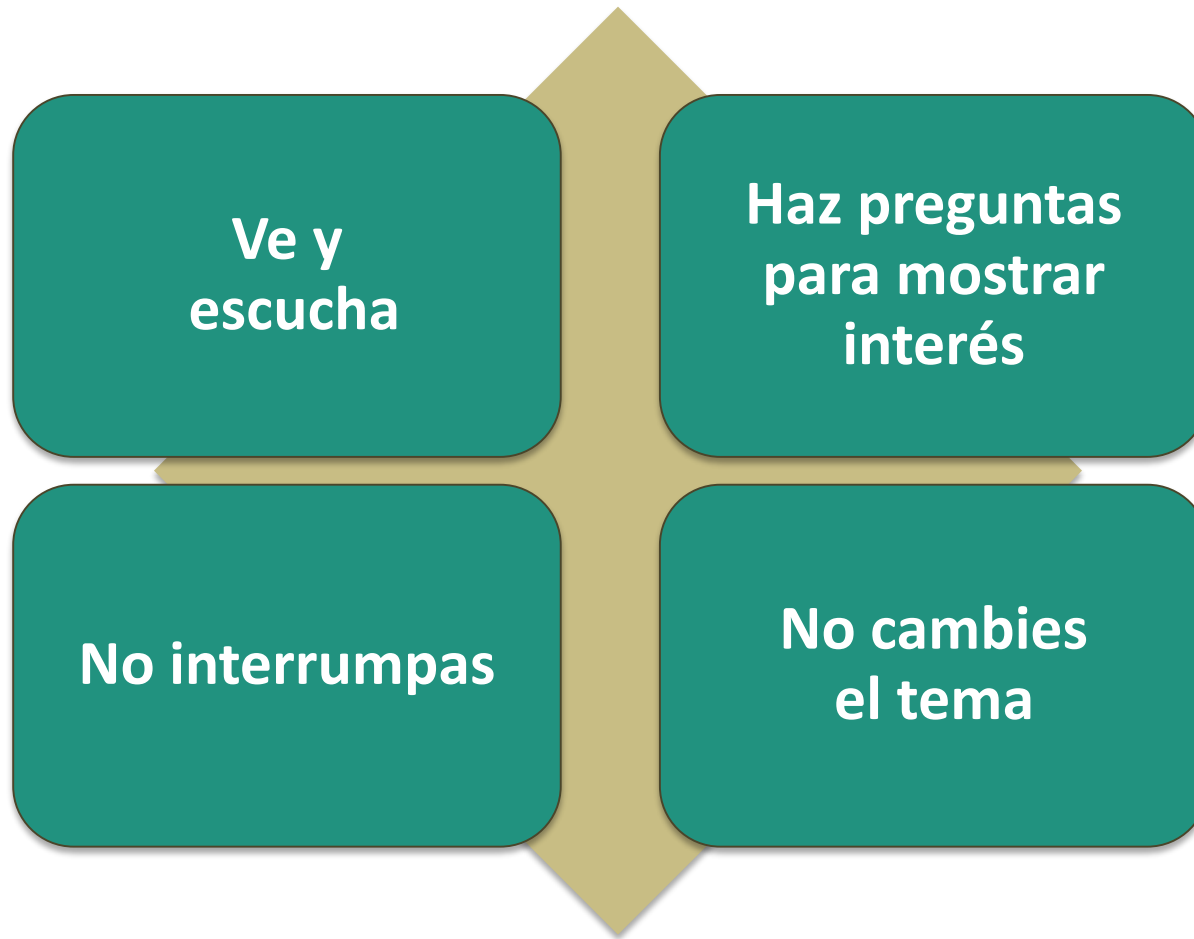 Ve y
escucha
Haz preguntas
para mostrar
interés
No interrumpas
No cambies
el tema